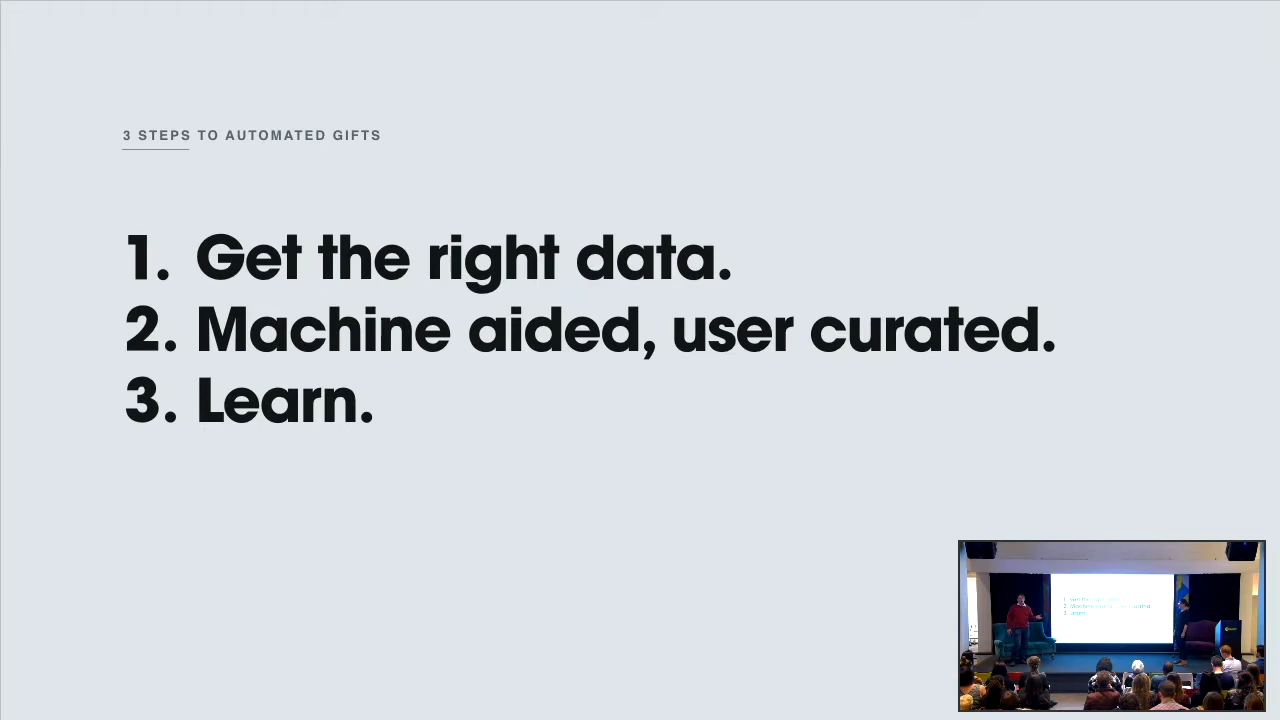 3 STEPS TO AUTOMATED GIFTS
1. Get the right data.
2. Machine aided, user curated.
3. Learn.